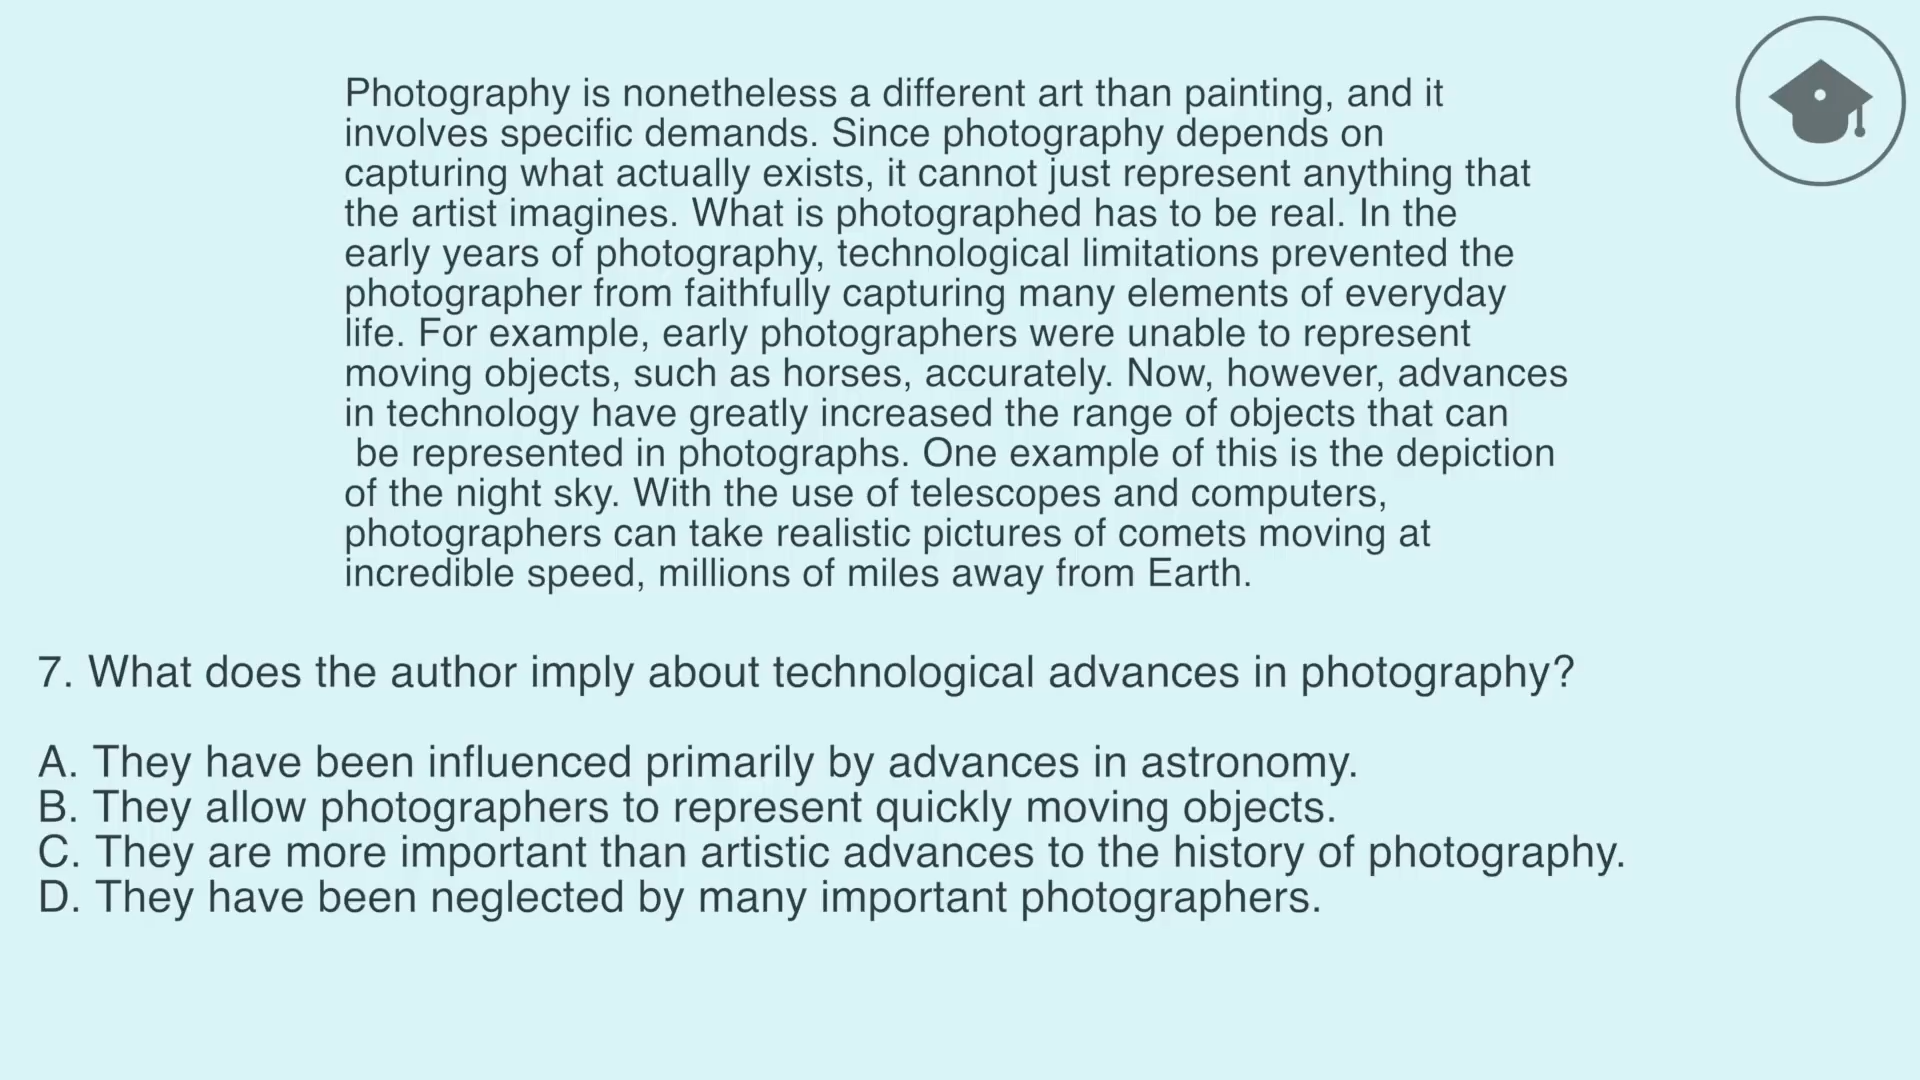 Photography is nonetheless a different art than painting, and it
involves specific demands. Since photography depends on
capturing what actually exists, it cannot just represent anything that
the artist imagines. What is photographed has to be real. In the
early years of photography, technological limitations prevented the
photographer from faithfully capturing many elements of everyday
life. For example, early photographers were unable to represent
moving objects, such as horses, accurately. Now, however, advances
in technology have greatly increased the range of objects that can
be represented in photographs. One example of this is the depiction
of the night sky. With the use of telescopes and computers,
photographers can take realistic pictures of comets moving at
incredible speed, millions of miles away from Earth.
7. What does the author imply about technological advances in photography?
A. They have been influenced primarily by advances in astronomy.
B. They allow photographers to represent quickly moving objects.
C. They are more important than artistic advances to the history of photography.
D. They have been neglected by many important photographers.